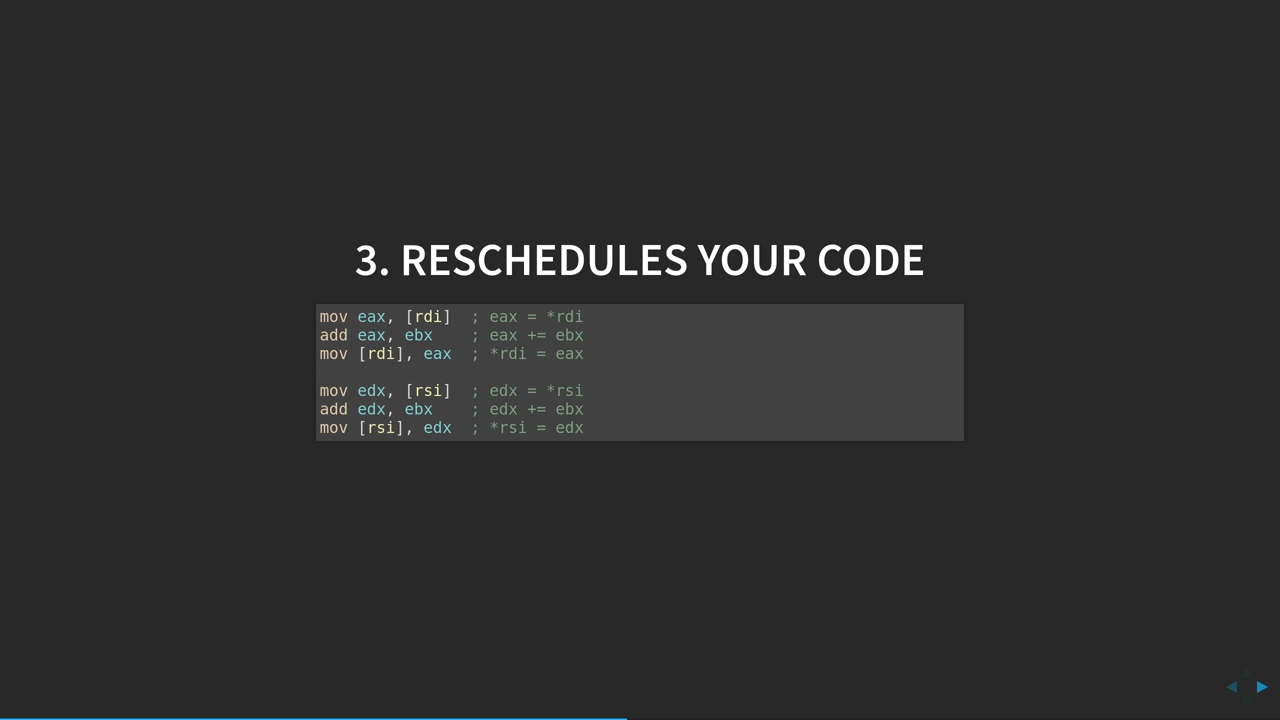 3. RESCHEDULES YOUR CODE
mov eax, [rdi]  ; eax = *rdi
add eax, ebx    ; eax += ebx
mov [rdi], eax  ; *rdi = eax
mov edx, [rsi]  ; edx = *rsi
add edx, ebx    ; edx += ebx
mov [rsi], edx  ; *rsi = edx